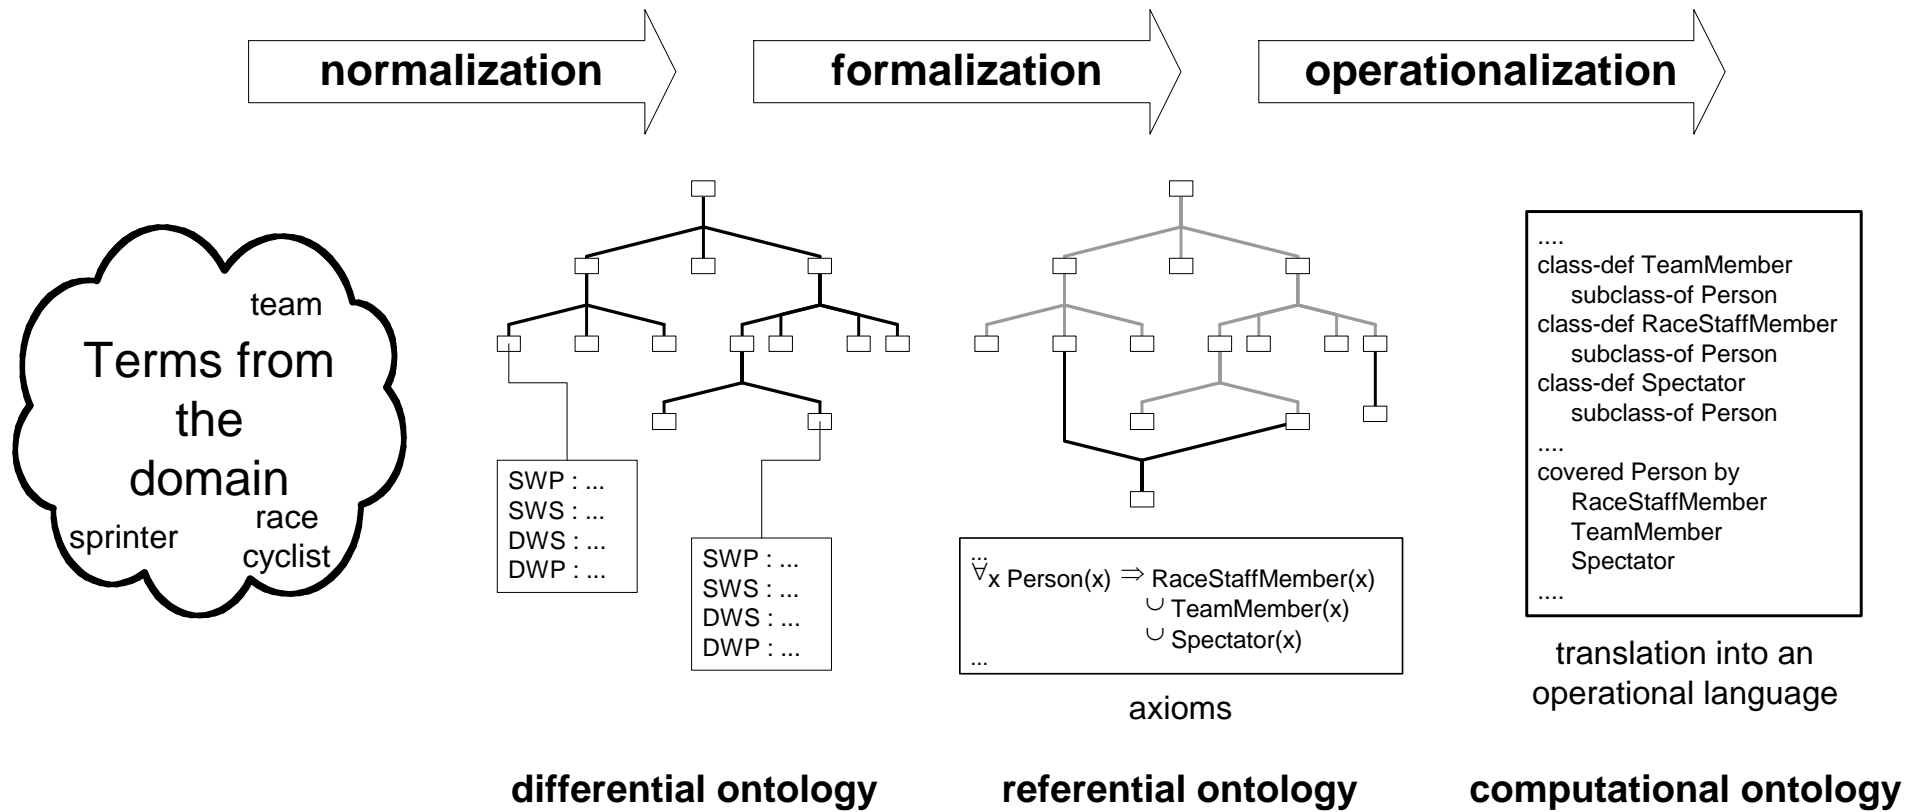 normalization
formalization
operationalization
team
Terms from
the
domain
sprinter
race
cyclist
SWP : ...
SWS : ...
DWS : ...
DWP : ...
SWP : ...
SWS : ...
DWS : ...
DWP : ...
...
∀x Person(x) ⇒ RaceStaffMember(x)
∪ TeamMember(x)
∪ Spectator(x)
...
axioms
....
class-def TeamMember
subclass-of Person
class-def RaceStaffMember
subclass-of Person
class-def Spectator
subclass-of Person
....
covered Person by
RaceStaffMember
TeamMember
Spectator
....
translation into an
operational language
differential ontology
referential ontology
computational ontology